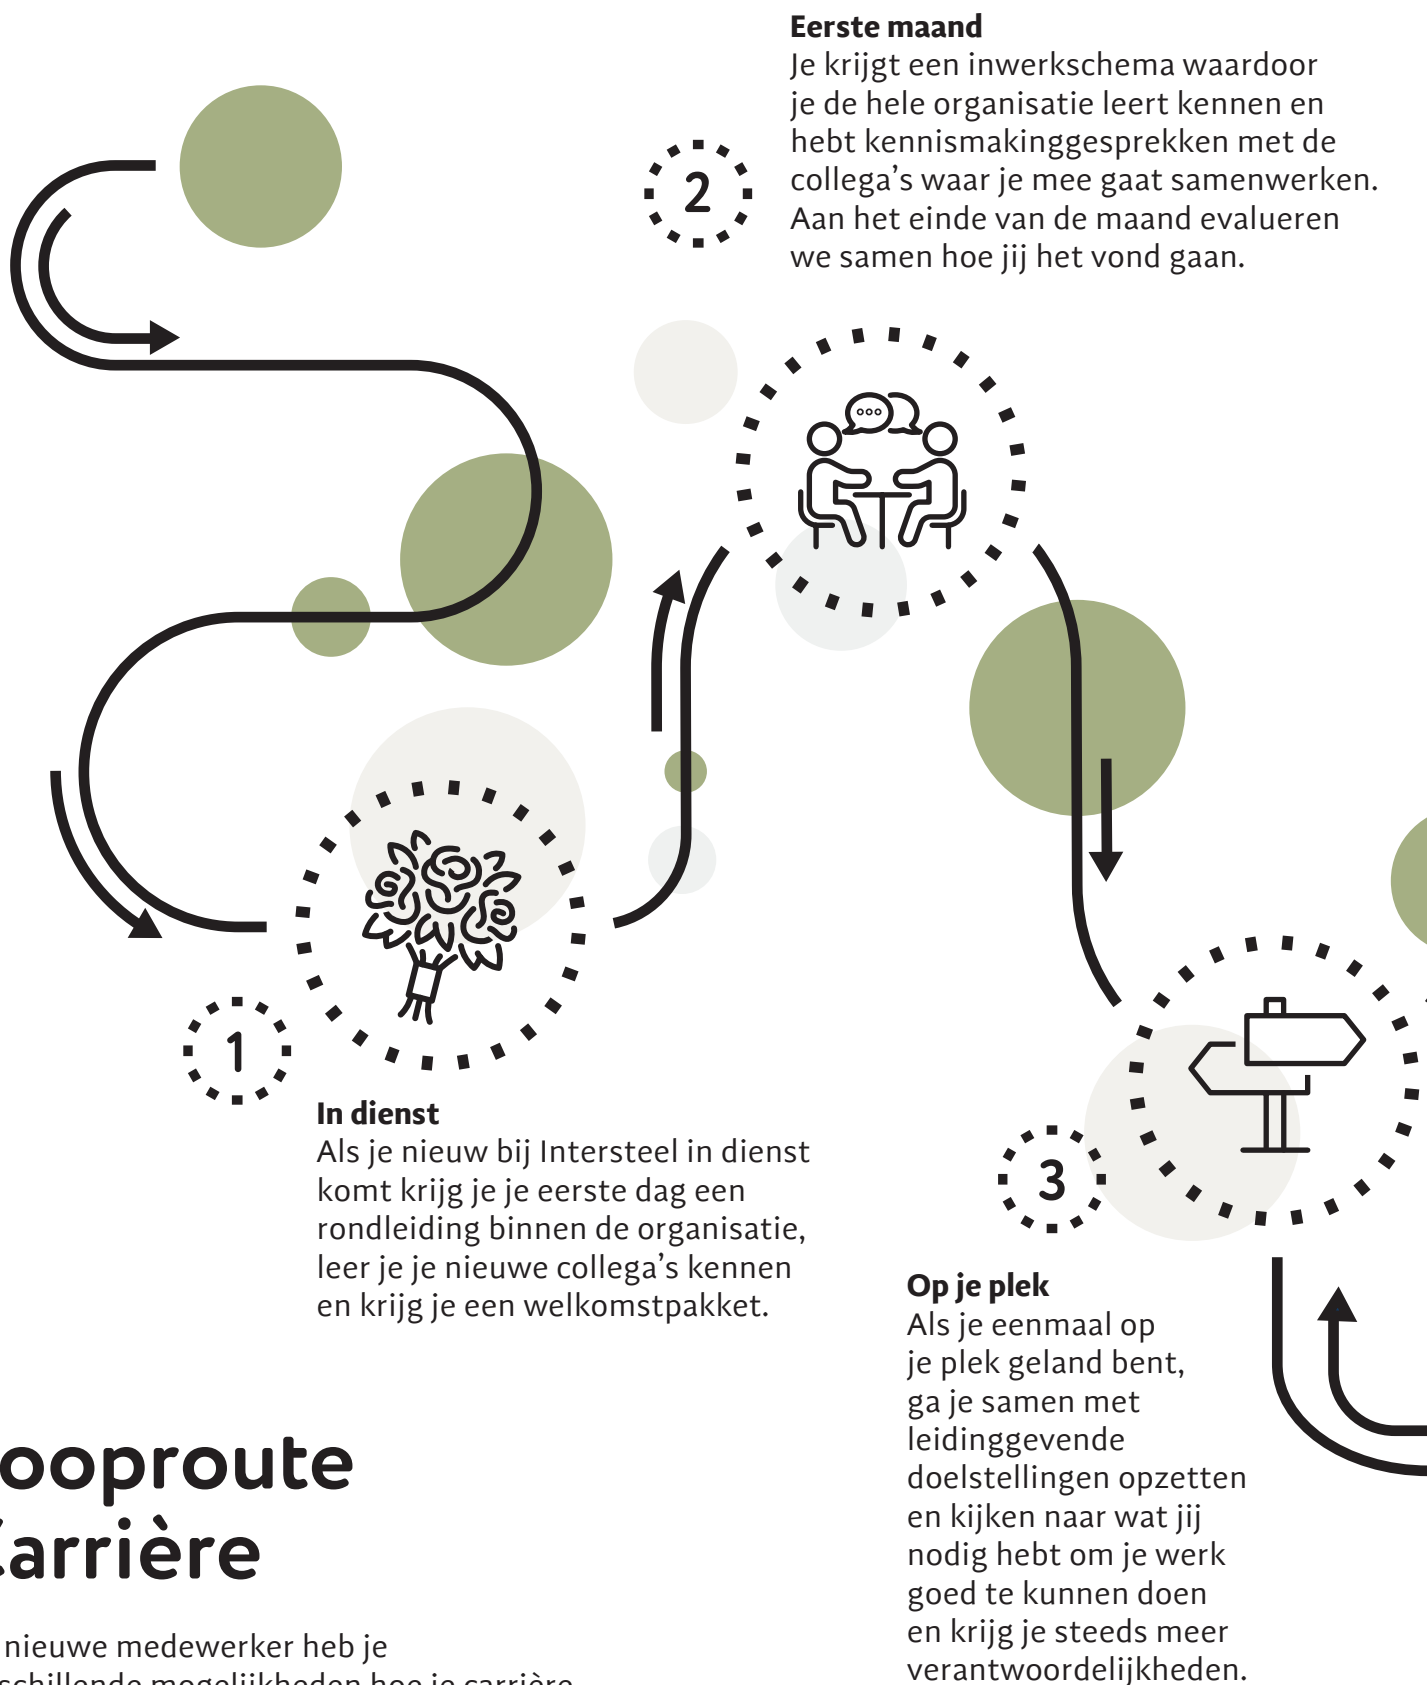 Eerste maand
Je krijgt een inwerkschema waardoor
je de hele organisatie leert kennen en
hebt kennismakinggesprekken met de
collega's waar je mee gaat samenwerken.
Aan het einde van de maand evalueren
we samen hoe jij het vond gaan.
2
1
In dienst
Als je nieuw bij Intersteel in dienst
komt krijg je je eerste dag een
rondleiding binnen de organisatie,
leer je je nieuwe collega's kennen
en krijg je een welkomstpakket.
3
Op je plek
Als je eenmaal op
je plek geland bent,
ga je samen met
leidinggevende
doelstellingen opzetten
en kijken naar wat jij
nodig hebt om je werk
goed te kunnen doen
en krijg je steeds meer
verantwoordelijkheden.
ooproute
Carrière
nieuwe medewerker heb je
schillende mogelijkheden hoe je carrière